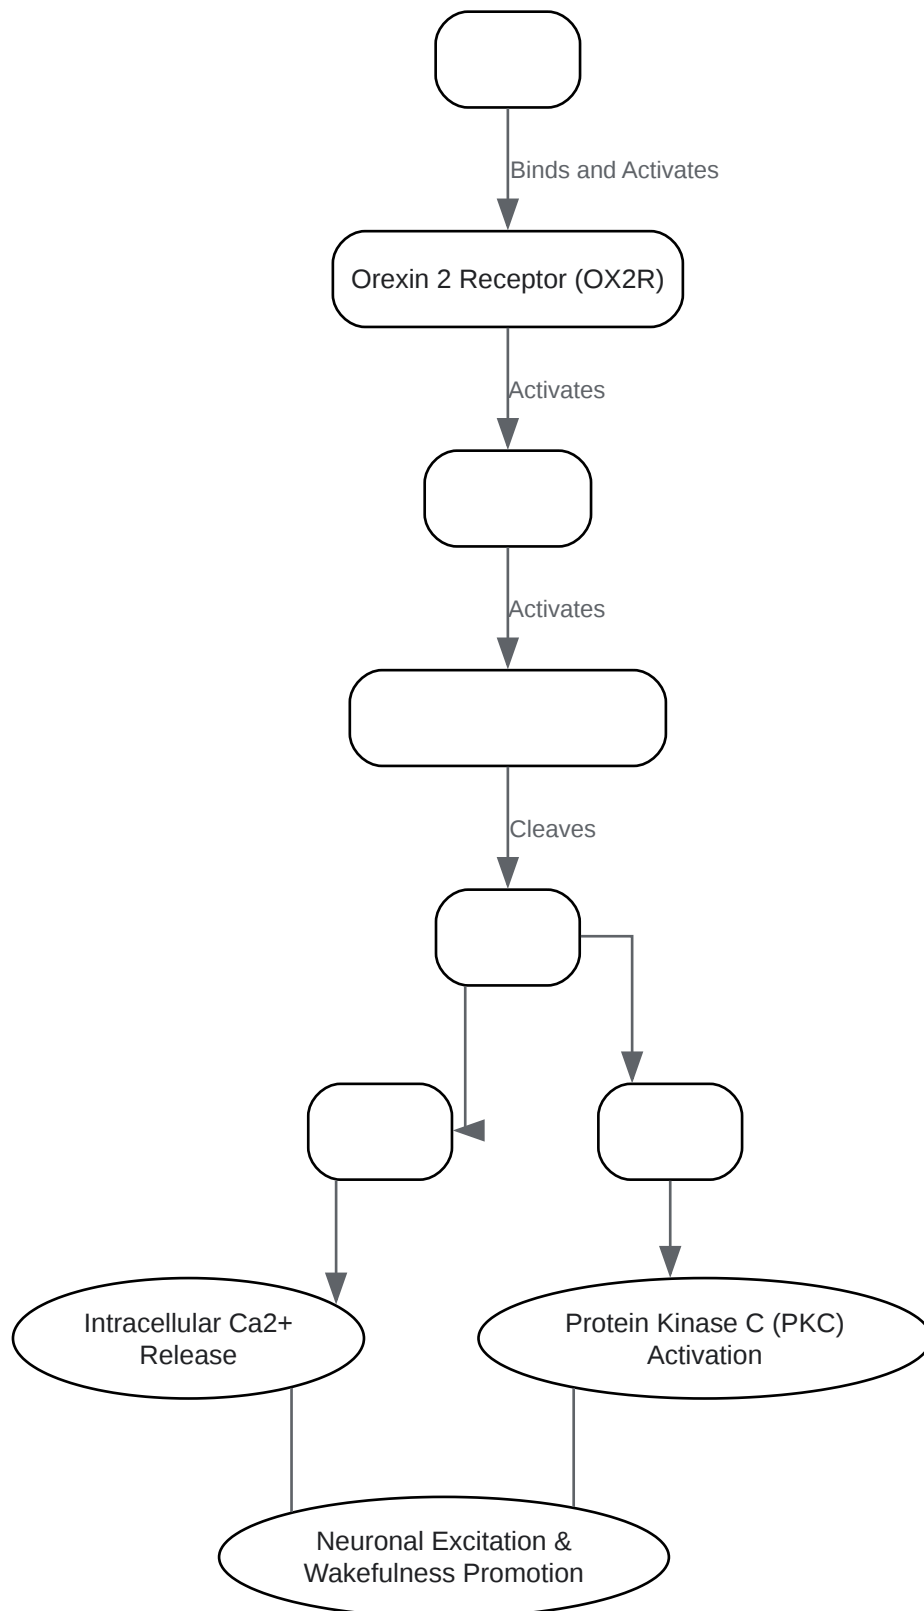 Binds and Activates
Orexin 2 Receptor (OX2R)
Activates
Activates
Cleaves
Intracellular Ca2+
Release
Protein Kinase C (PKC)
Activation
Neuronal Excitation &
Wakefulness Promotion